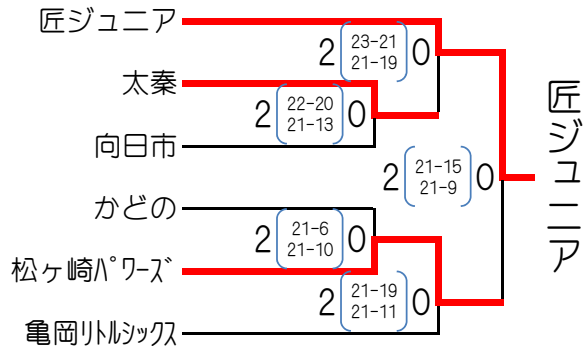 匠ジュニア
2 23-21 0
21-19
太秦
2 22-20 0
21-13
向日市
匠ジュニア
2 21-15 0
21-9
かどの
2 21-6 0
21-10
松ヶ崎ﾊﾟﾜｰｽﾞ
2 21-19 0
21-11
亀岡ﾘﾄﾙｼｯｸｽ